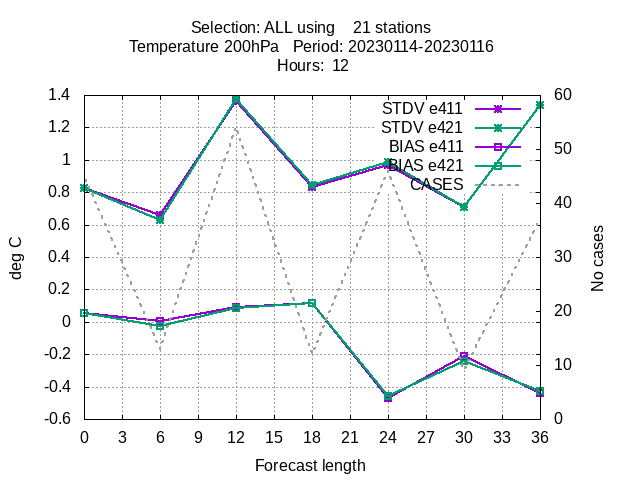 Selection: ALL using 21 stations
Temperature 200hPa Period: 20230114-20230116
Hours: 12
STDV e411
STDV e421
BIAS e411
BIAS e421
CASES
1.4
1.2
1
0.8
0.6
0.4
0.2
0
-0.2
-0.4
-0.6
deg C
60
50
40
30
20
10
0
No cases
0 3 6 9 12 15 18 21 24 27 30 33 36
Forecast length